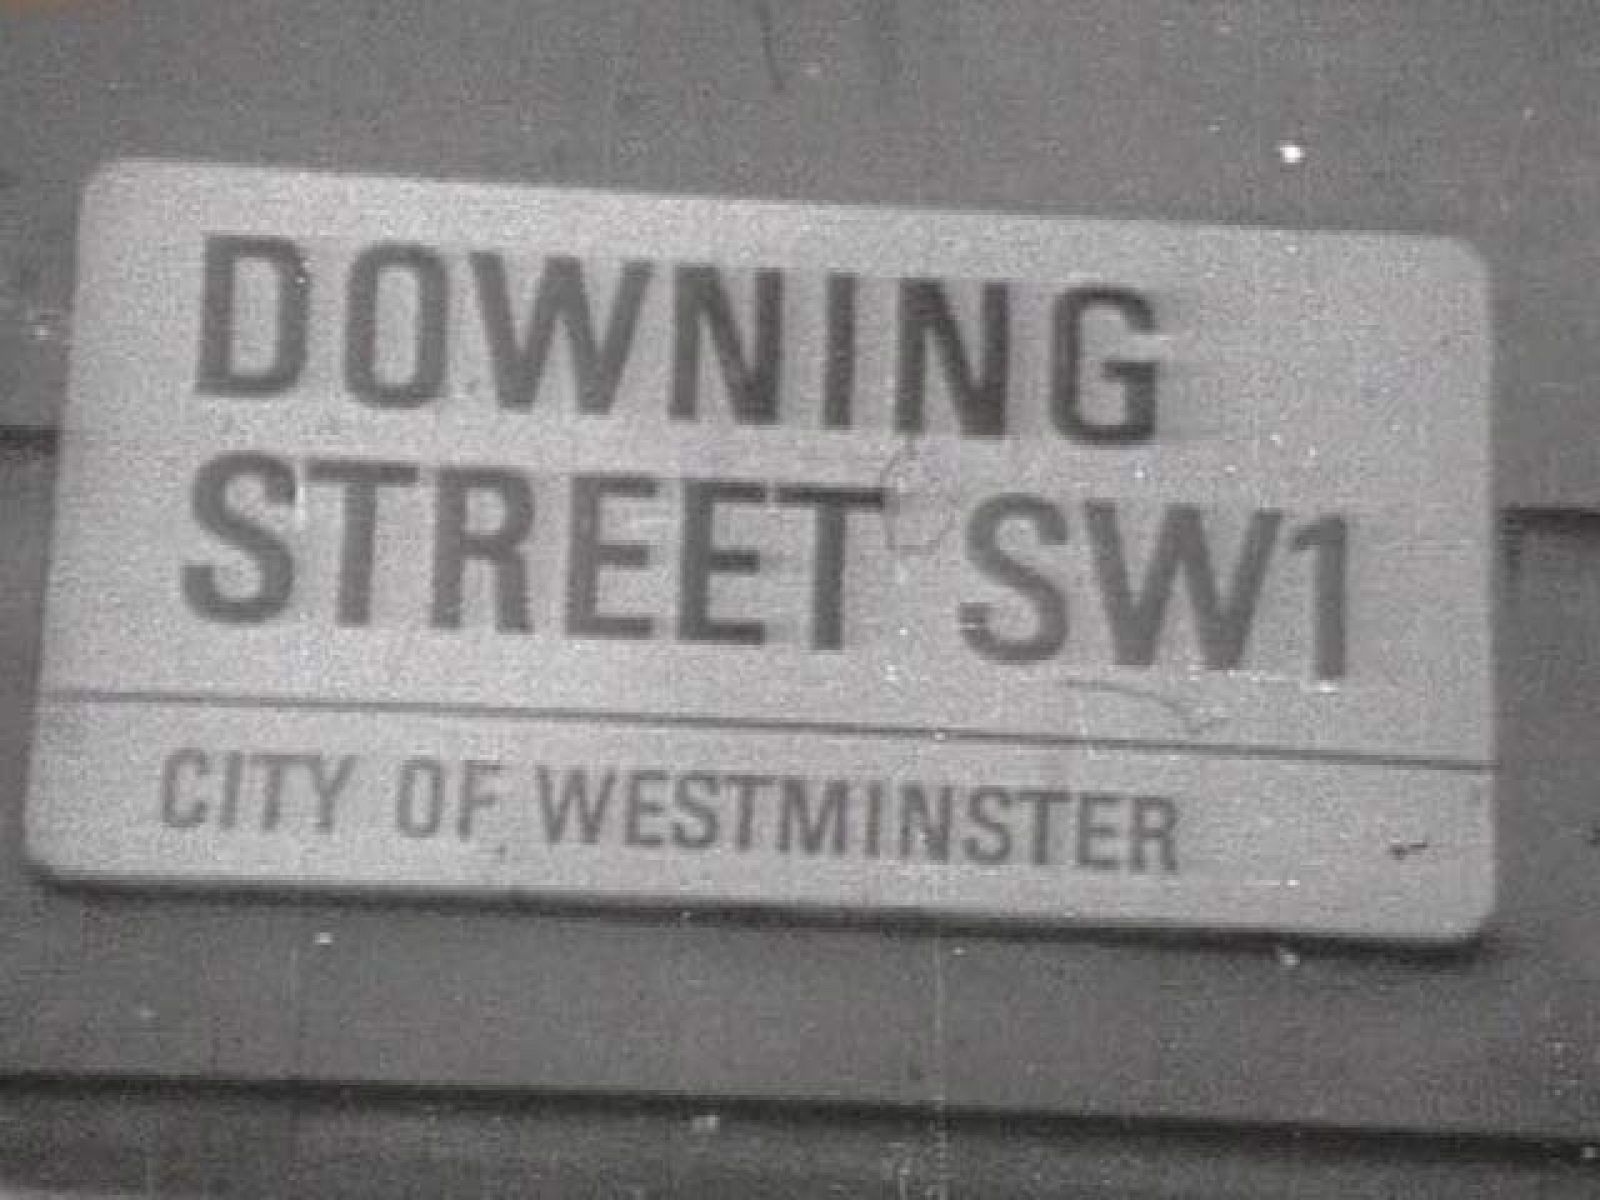 DOWNING
STREET SW1
CITY OF WESTMINSTER